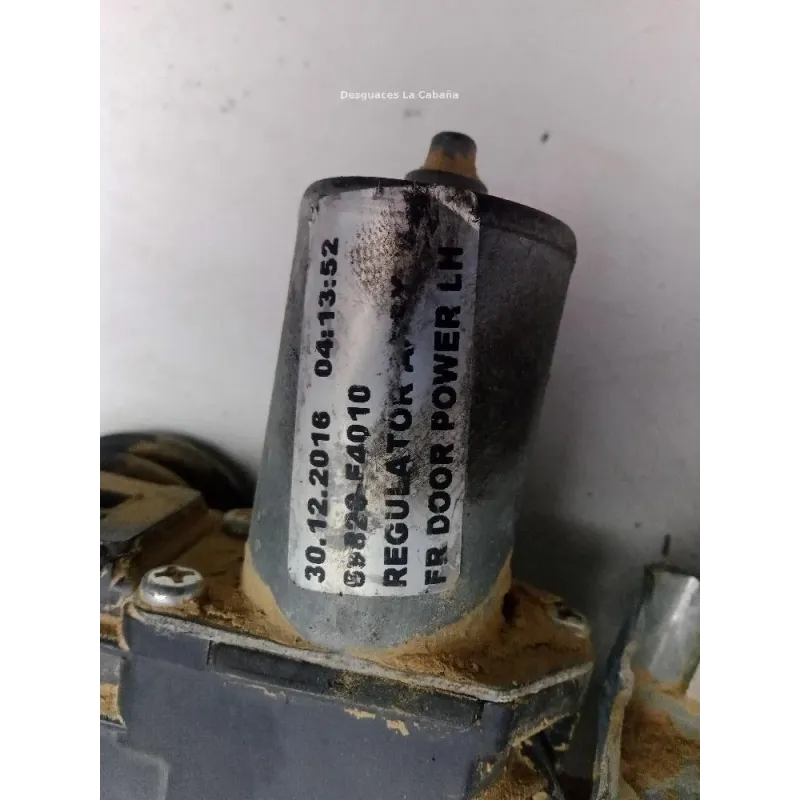 Desguaces La Cabaña
30.12.2016 04:13:52
REGULATOR
FR DOOR POWER LH